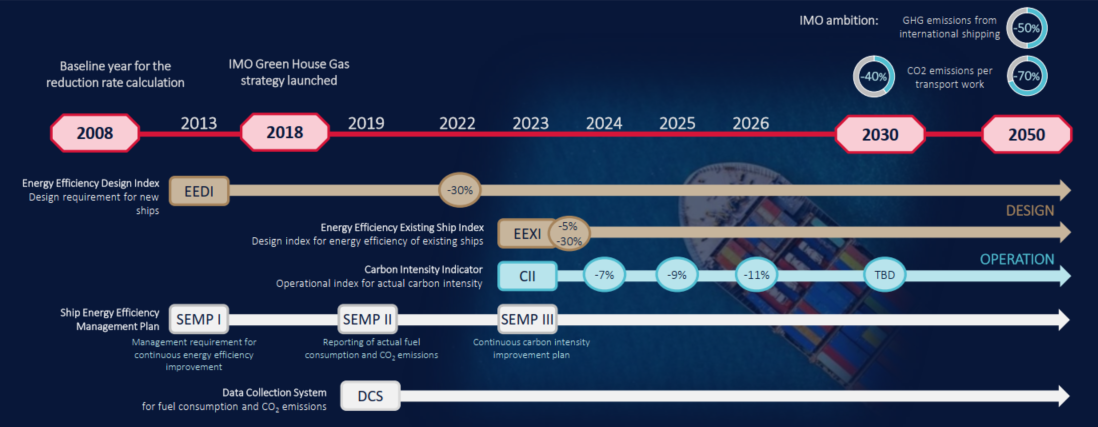 IMO ambition:
GHG emissions from
international shipping
-50%
-40%
CO2 emissions per
transport work
-70%
Baseline year for the
reduction rate calculation
IMO Green House Gas
strategy launched
2008
2013
2018
2019
2022
2023
2024
2025
2026
2030
2050
Energy Efficiency Design Index
Design requirement for new
ships
EEDI
-30%
DESIGN
Energy Efficiency Existing Ship Index
Design index for energy efficiency of existing ships
EEXI
-5%
-30%
OPERATION
Carbon Intensity Indicator
Operational index for actual carbon intensity
CII
-7%
-9%
-11%
TBD
Ship Energy Efficiency
Management Plan
SEMP I
SEMP II
SEMP III
Management requirement for
continuous energy efficiency
improvement
Reporting of actual fuel
consumption and CO₂ emissions
Continuous carbon intensity
improvement plan
Data Collection System
for fuel consumption and CO₂ emissions
DCS